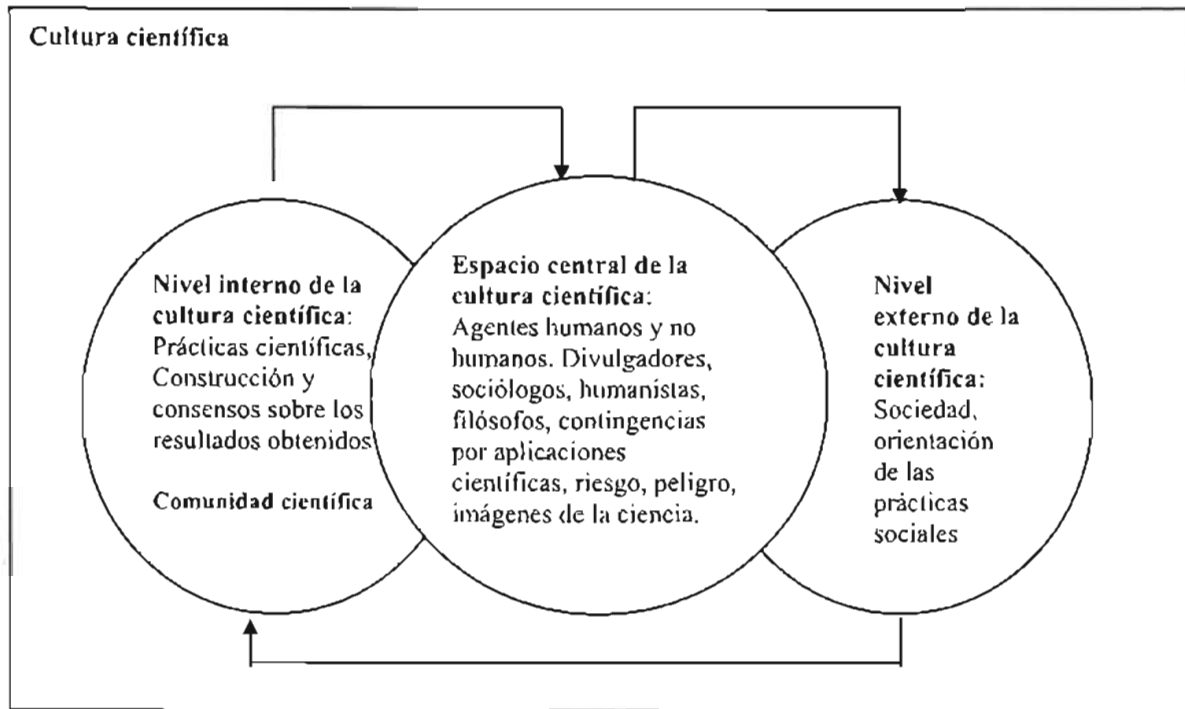 Cultura científica
Nivel interno de la
cultura científica:
Prácticas científicas,
Construcción y
consensos sobre los
resultados obtenidos
Comunidad científica
Espacio central de la
cultura científica:
Agentes humanos y no
humanos. Divulgadores,
sociólogos, humanistas,
filósofos, contingencias
por aplicaciones
científicas, riesgo, peligro,
imágenes de la ciencia.
Nivel
externo de la
cultura
científica:
Sociedad,
orientación
de las
prácticas
sociales